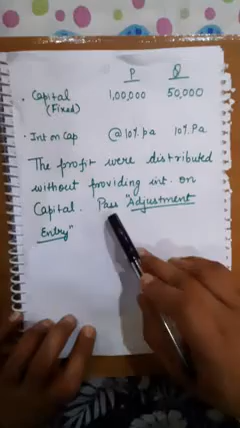 P Q
• Capital (Fixed) 1,00,000 50,000
• Int on Cap @ 10% pa 10% Pa
The profit were distributed
without providing int. on
Capital. Pass "Adjustment
Entry"